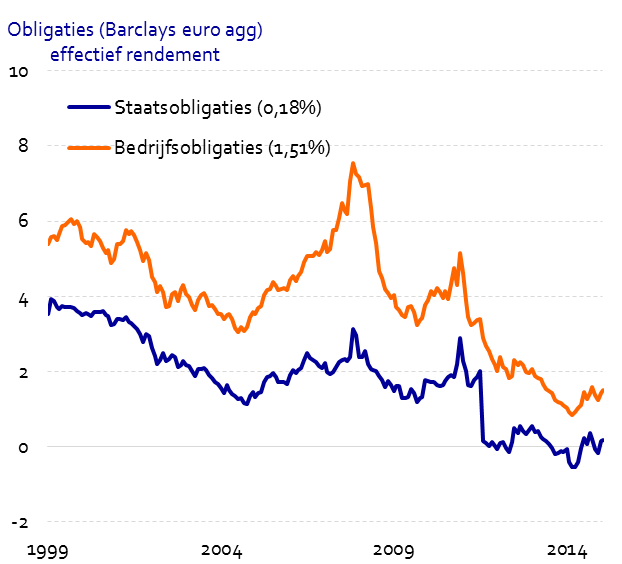 Obligaties (Barclays euro agg)
effectief rendement
10
Staatsobligaties (0,18%)
8
Bedrijfsobligaties (1,51%)
6
4
2
0
-2
1999 2004 2009 2014